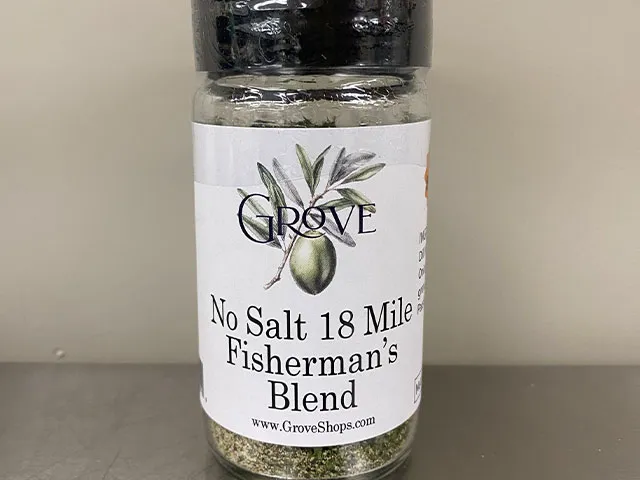 GROVE
No Salt 18 Mile
Fisherman's
Blend
www.GroveShops.com